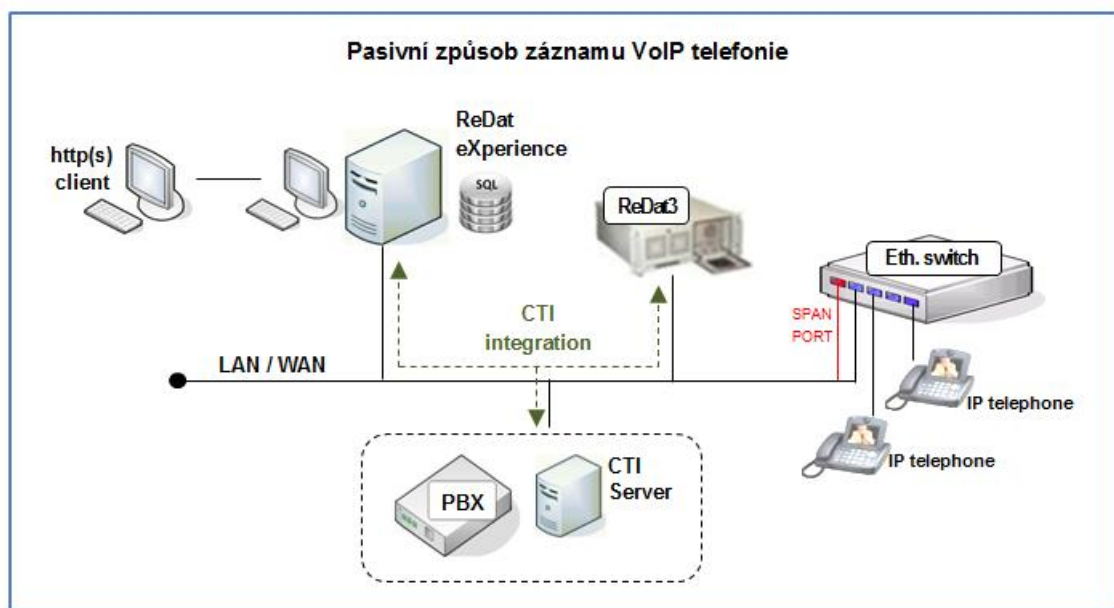 Pasivní způsob záznamu VoIP telefonie
http(s)
client
ReDat
eXperience
SQL
ReDat3
Eth. switch
SPAN
PORT
CTI
integration
LAN / WAN
IP telephone
IP telephone
PBX
CTI
Server